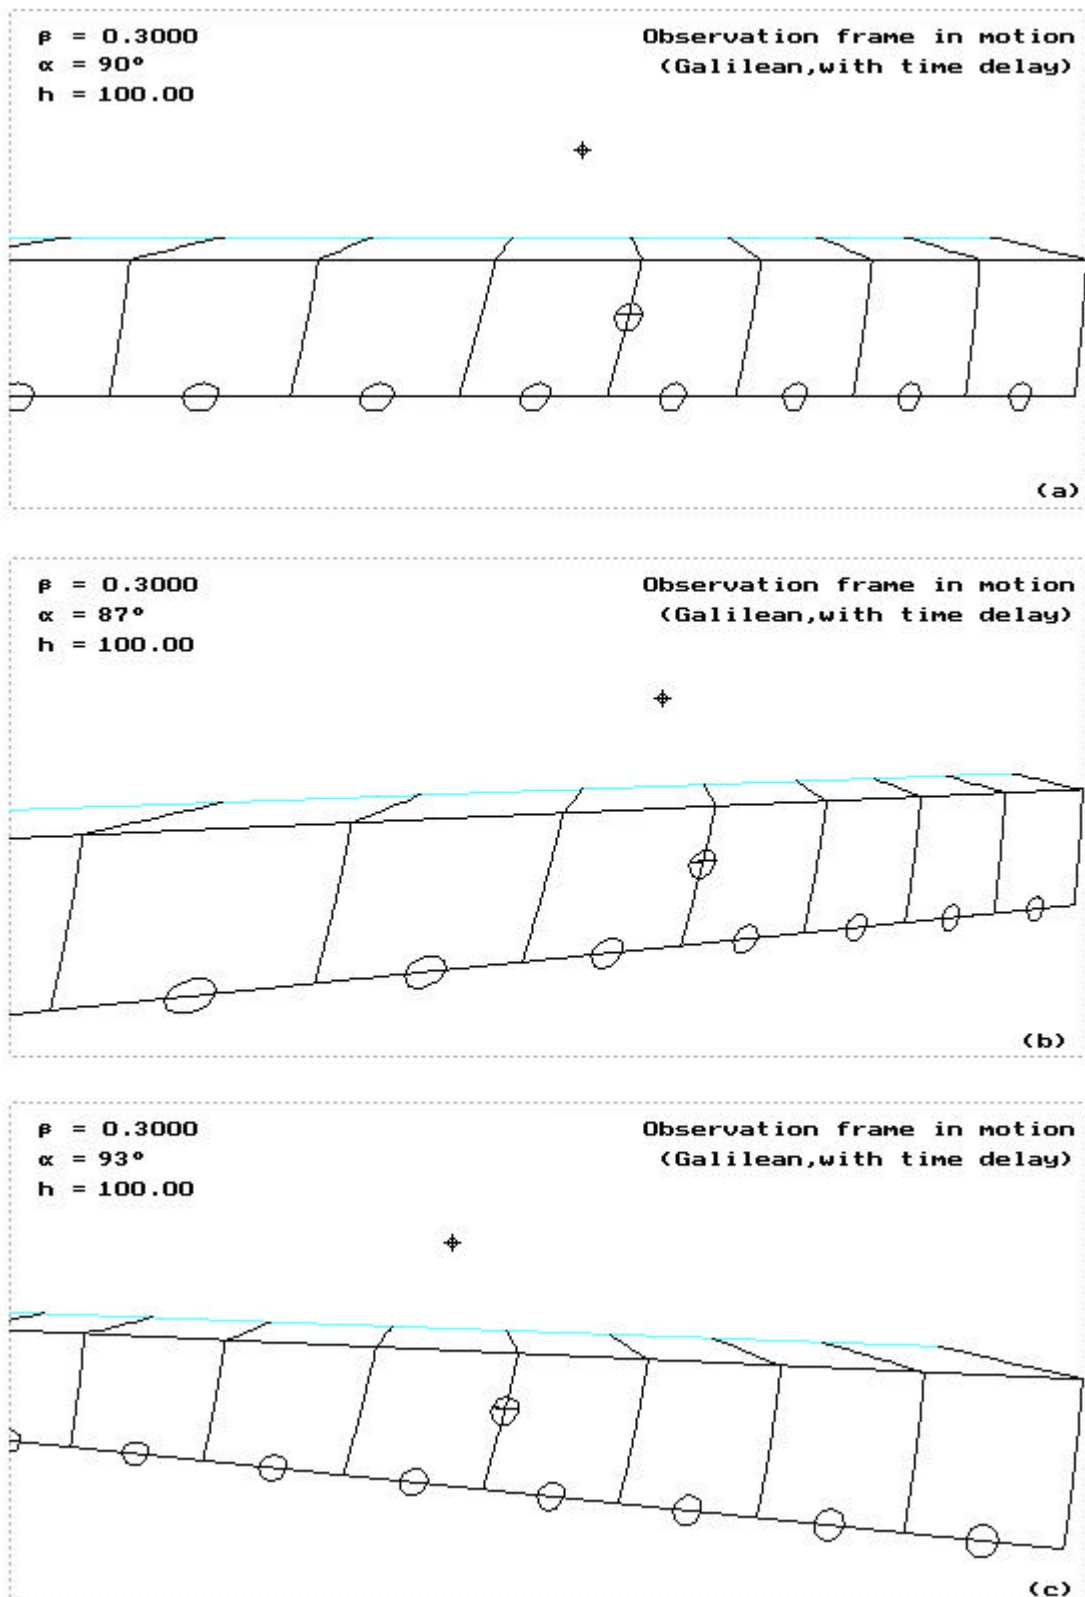 β = 0.3000
Observation frame in motion
α = 90°
(Galilean,with time delay)
h = 100.00
(a)
β = 0.3000
Observation frame in motion
α = 87°
(Galilean,with time delay)
h = 100.00
(b)
β = 0.3000
Observation frame in motion
α = 93°
(Galilean,with time delay)
h = 100.00
(c)